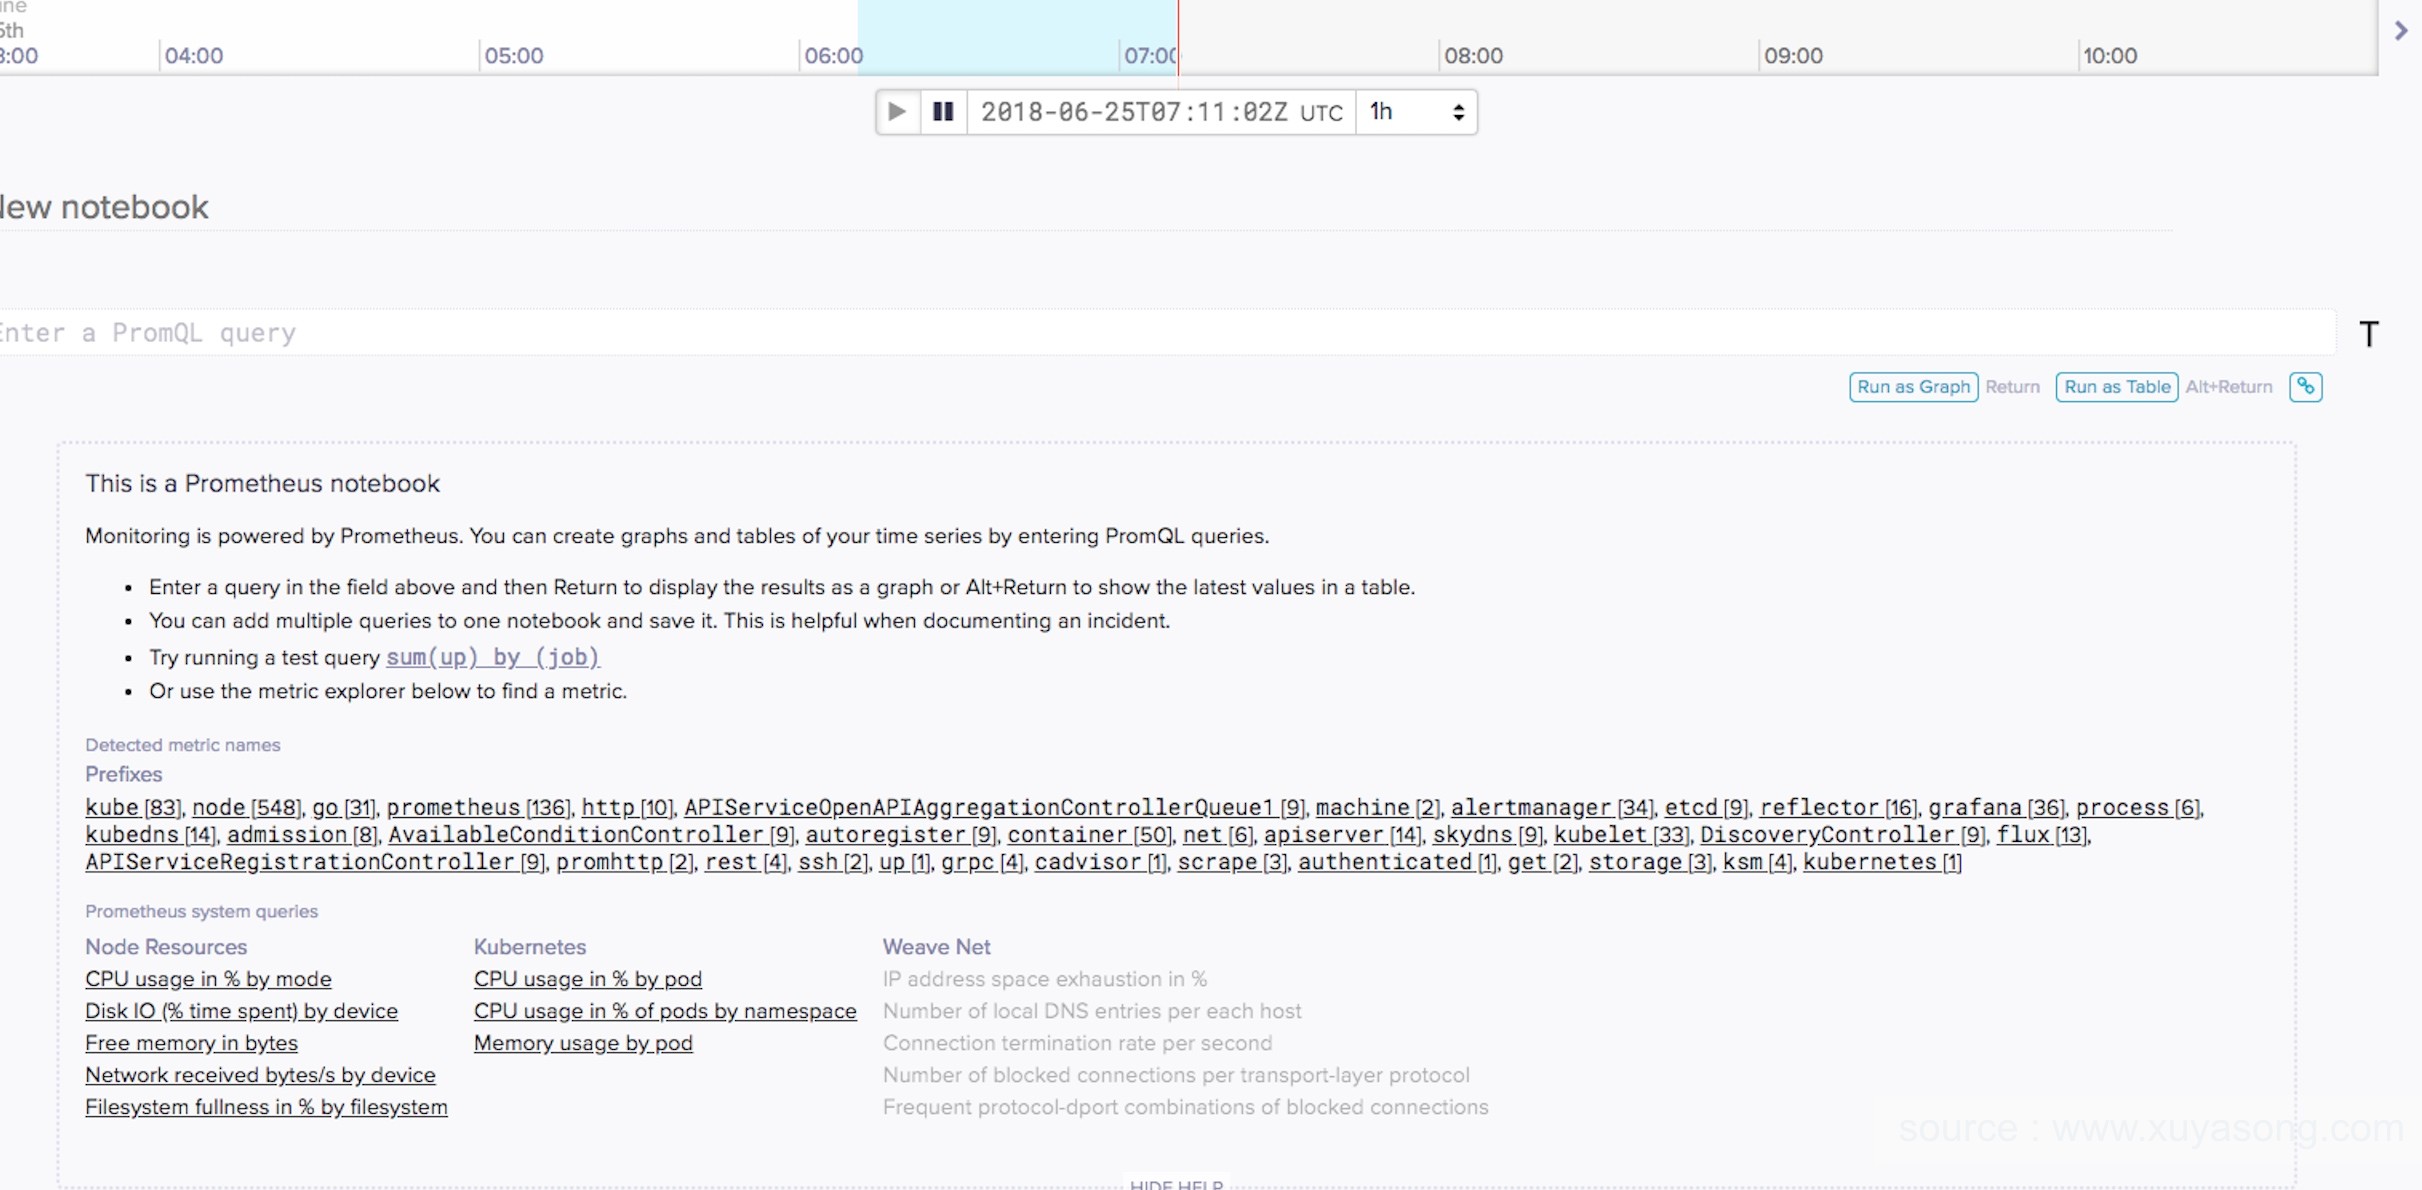 ine
5th
3:00 04:00 05:00 06:00 07:00 08:00 09:00 10:00
2018-06-25T07:11:02Z UTC 1h
New notebook
Enter a PromQL query T
Run as Graph Return Run as Table Alt+Return
This is a Prometheus notebook
Monitoring is powered by Prometheus. You can create graphs and tables of your time series by entering PromQL queries.
• Enter a query in the field above and then Return to display the results as a graph or Alt+Return to show the latest values in a table.
• You can add multiple queries to one notebook and save it. This is helpful when documenting an incident.
• Try running a test query sum(up) by (job)
• Or use the metric explorer below to find a metric.
Detected metric names
Prefixes
kube [83], node [548], go [31], prometheus [136], http [10], APIServiceOpenAPIAggregationControllerQueue1 [9], machine [2], alertmanager [34], etcd [9], reflector [16], grafana [36], process [6],
kubedns [14], admission [8], AvailableConditionController [9], autoregister [9], container [50], net [6], apiserver [14], skydns [9], kubelet [33], DiscoveryController [9], flux [13],
APIServiceRegistrationController [9], promhttp [2], rest [4], ssh [2], up [1], grpc [4], cadvisor [1], scrape [3], authenticated [1], get [2], storage [3], ksm [4], kubernetes [1]
Prometheus system queries
Node Resources Kubernetes Weave Net
CPU usage in % by mode CPU usage in % by pod IP address space exhaustion in %
Disk IO (% time spent) by device CPU usage in % of pods by namespace Number of local DNS entries per each host
Free memory in bytes Memory usage by pod Connection termination rate per second
Network received bytes/s by device Number of blocked connections per transport-layer protocol
Filesystem fullness in % by filesystem Frequent protocol-dport combinations of blocked connections
source : www.xuyasong.com
HIDE HELP